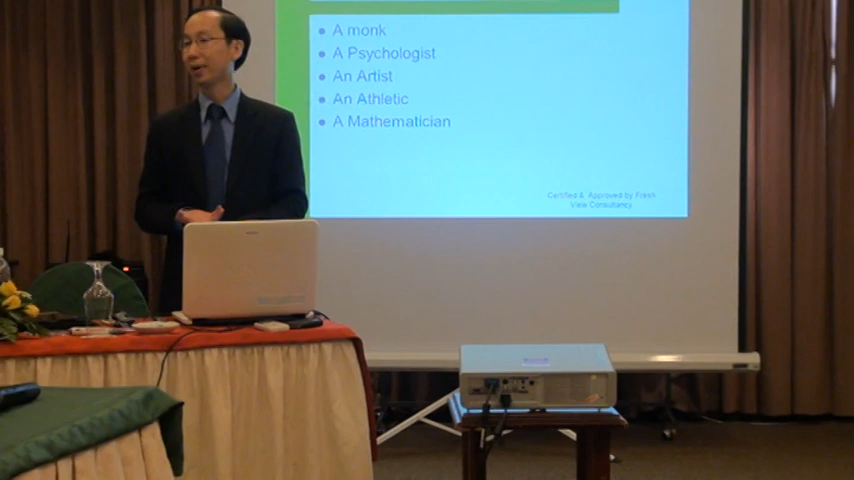 A monk
A Psychologist
An Artist
An Athletic
A Mathematician
Certified & Approved by Fresh
View Consultancy